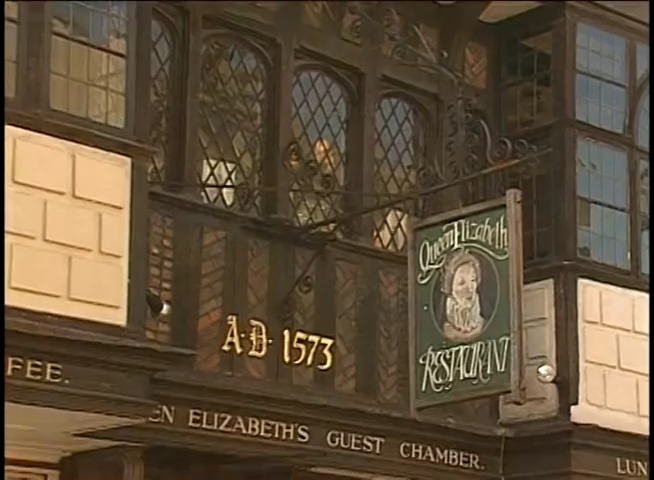 Queen Elizabeth
RESTAURANT
A·D· 1573
FEE·
EN ELIZABETH'S GUEST CHAMBER·
LUN